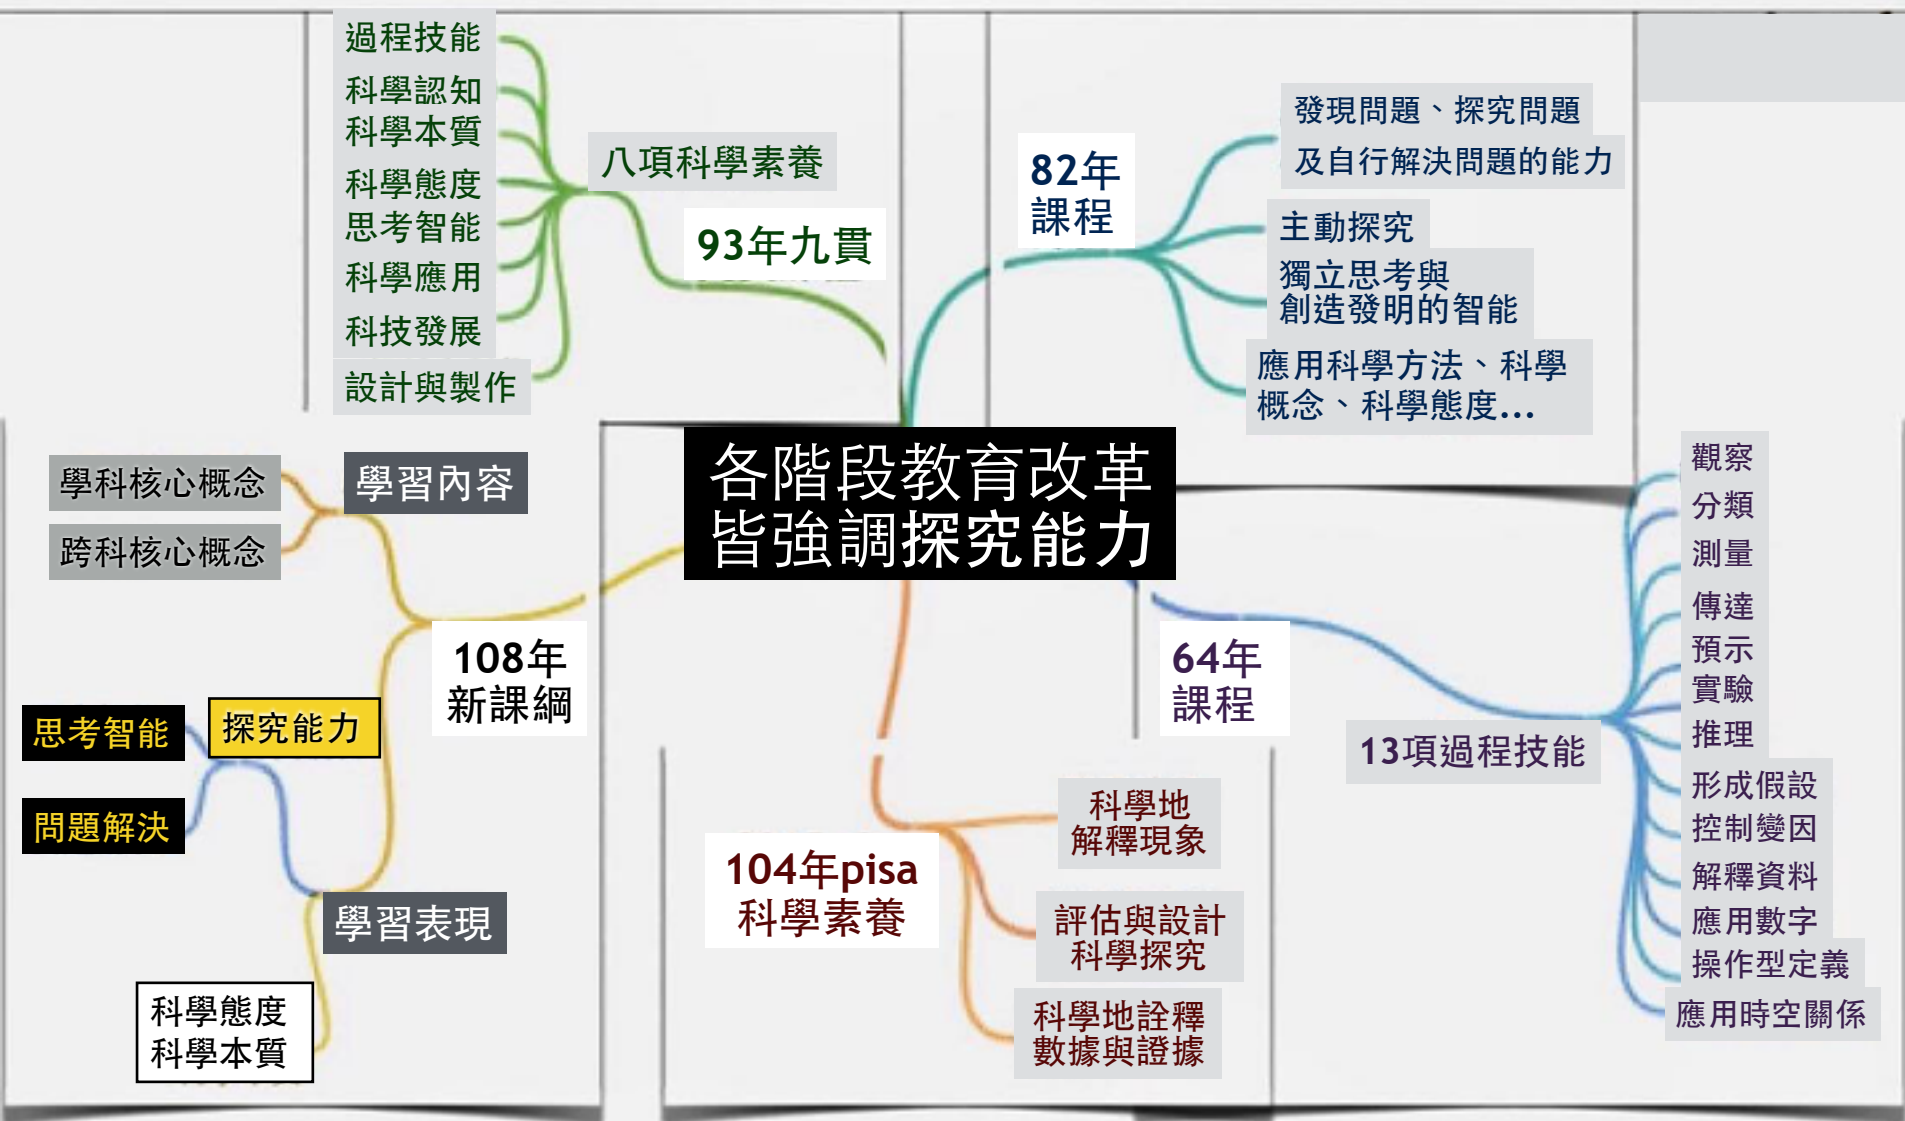 各階段教育改革
皆強調探究能力
64年
課程
13項過程技能
觀察
分類
測量
傳達
預示
實驗
推理
形成假設
控制變因
解釋資料
應用數字
操作型定義
應用時空關係
82年
課程
發現問題、探究問題
及自行解決問題的能力
主動探究
獨立思考與
創造發明的智能
應用科學方法、科學
概念、科學態度...
93年九貫
八項科學素養
過程技能
科學認知
科學本質
科學態度
思考智能
科學應用
科技發展
設計與製作
104年pisa
科學素養
科學地
解釋現象
評估與設計
科學探究
科學地詮釋
數據與證據
108年
新課綱
學習內容
學科核心概念
跨科核心概念
學習表現
探究能力
思考智能
問題解決
科學態度
科學本質